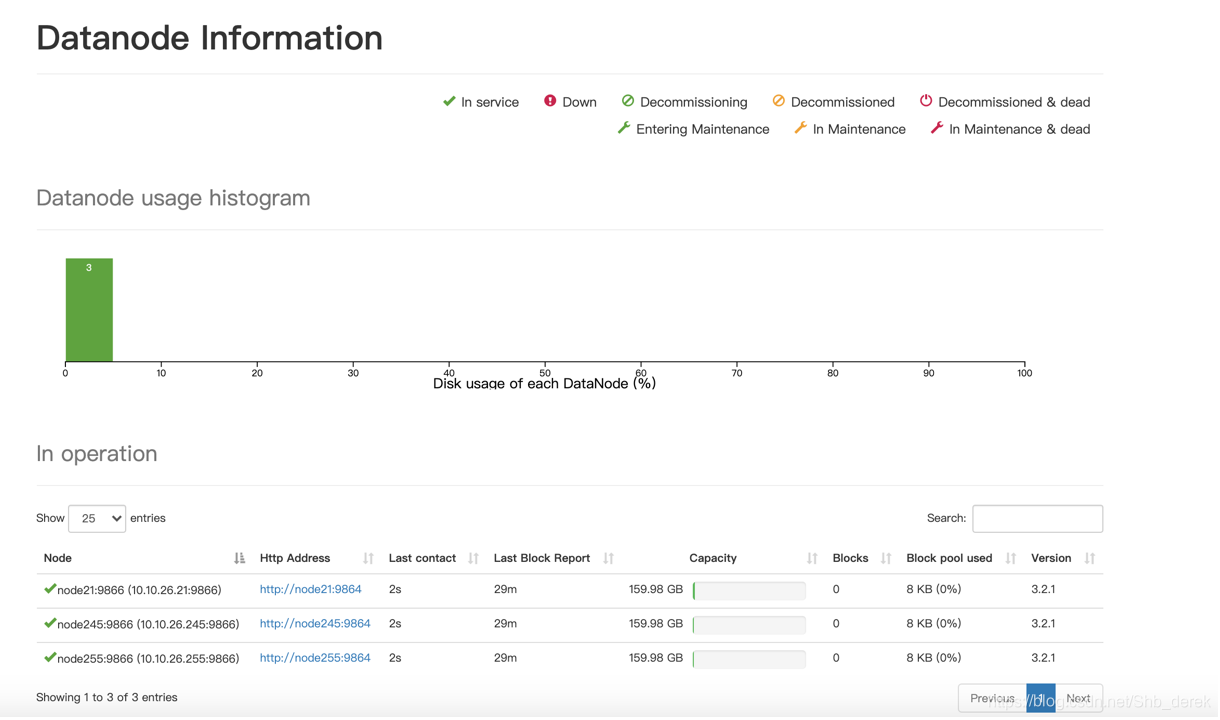 Datanode Information
In service Down Decommissioning Decommissioned Decommissioned & dead
Entering Maintenance In Maintenance In Maintenance & dead
Datanode usage histogram
3
0 10 20 30 40 50 60 70 80 90 100
Disk usage of each DataNode (%)
In operation
Show 25 entries Search:
Node Http Address Last contact Last Block Report Capacity Blocks Block pool used Version
node21:9866 (10.10.26.21:9866) http://node21:9864 2s 29m 159.98 GB 0 8 KB (0%) 3.2.1
node245:9866 (10.10.26.245:9866) http://node245:9864 2s 29m 159.98 GB 0 8 KB (0%) 3.2.1
node255:9866 (10.10.26.255:9866) http://node255:9864 2s 29m 159.98 GB 0 8 KB (0%) 3.2.1
Showing 1 to 3 of 3 entries Previous 1 Next
https://blog.csdn.net/Shb_derek